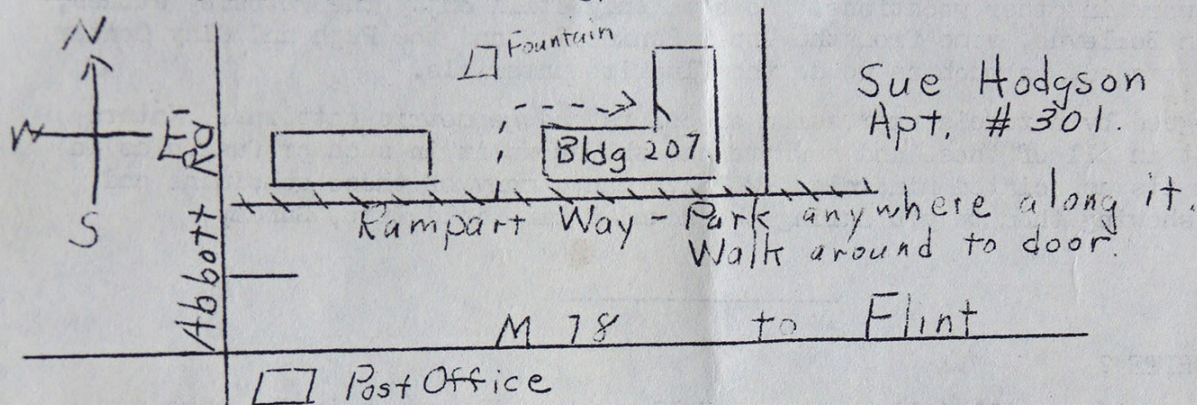 N
Fountain
W
E
S
Sue Hodgson
Apt. # 301.
Bldg 207
Abbott Rd
Rampart Way - Park anywhere along it.
Walk around to door.
M 78 to Flint
Post Office